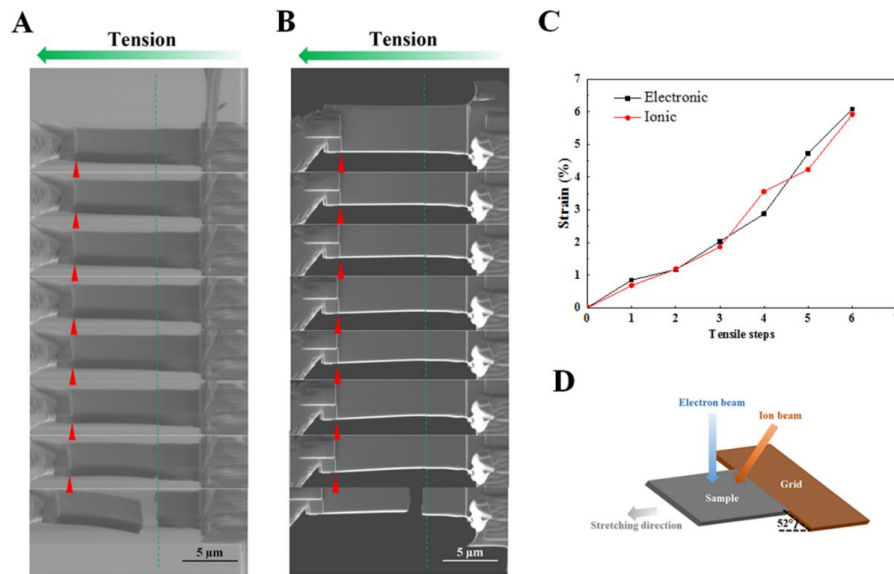 A
B
C
Tension
Tension
5 µm
5 µm
Electronic
Ionic
Strain (%)
7
6
5
4
3
2
1
0
0 1 2 3 4 5 6 7
Tensile steps
D
Electron beam
Ion beam
Grid
Sample
Stretching direction
52°